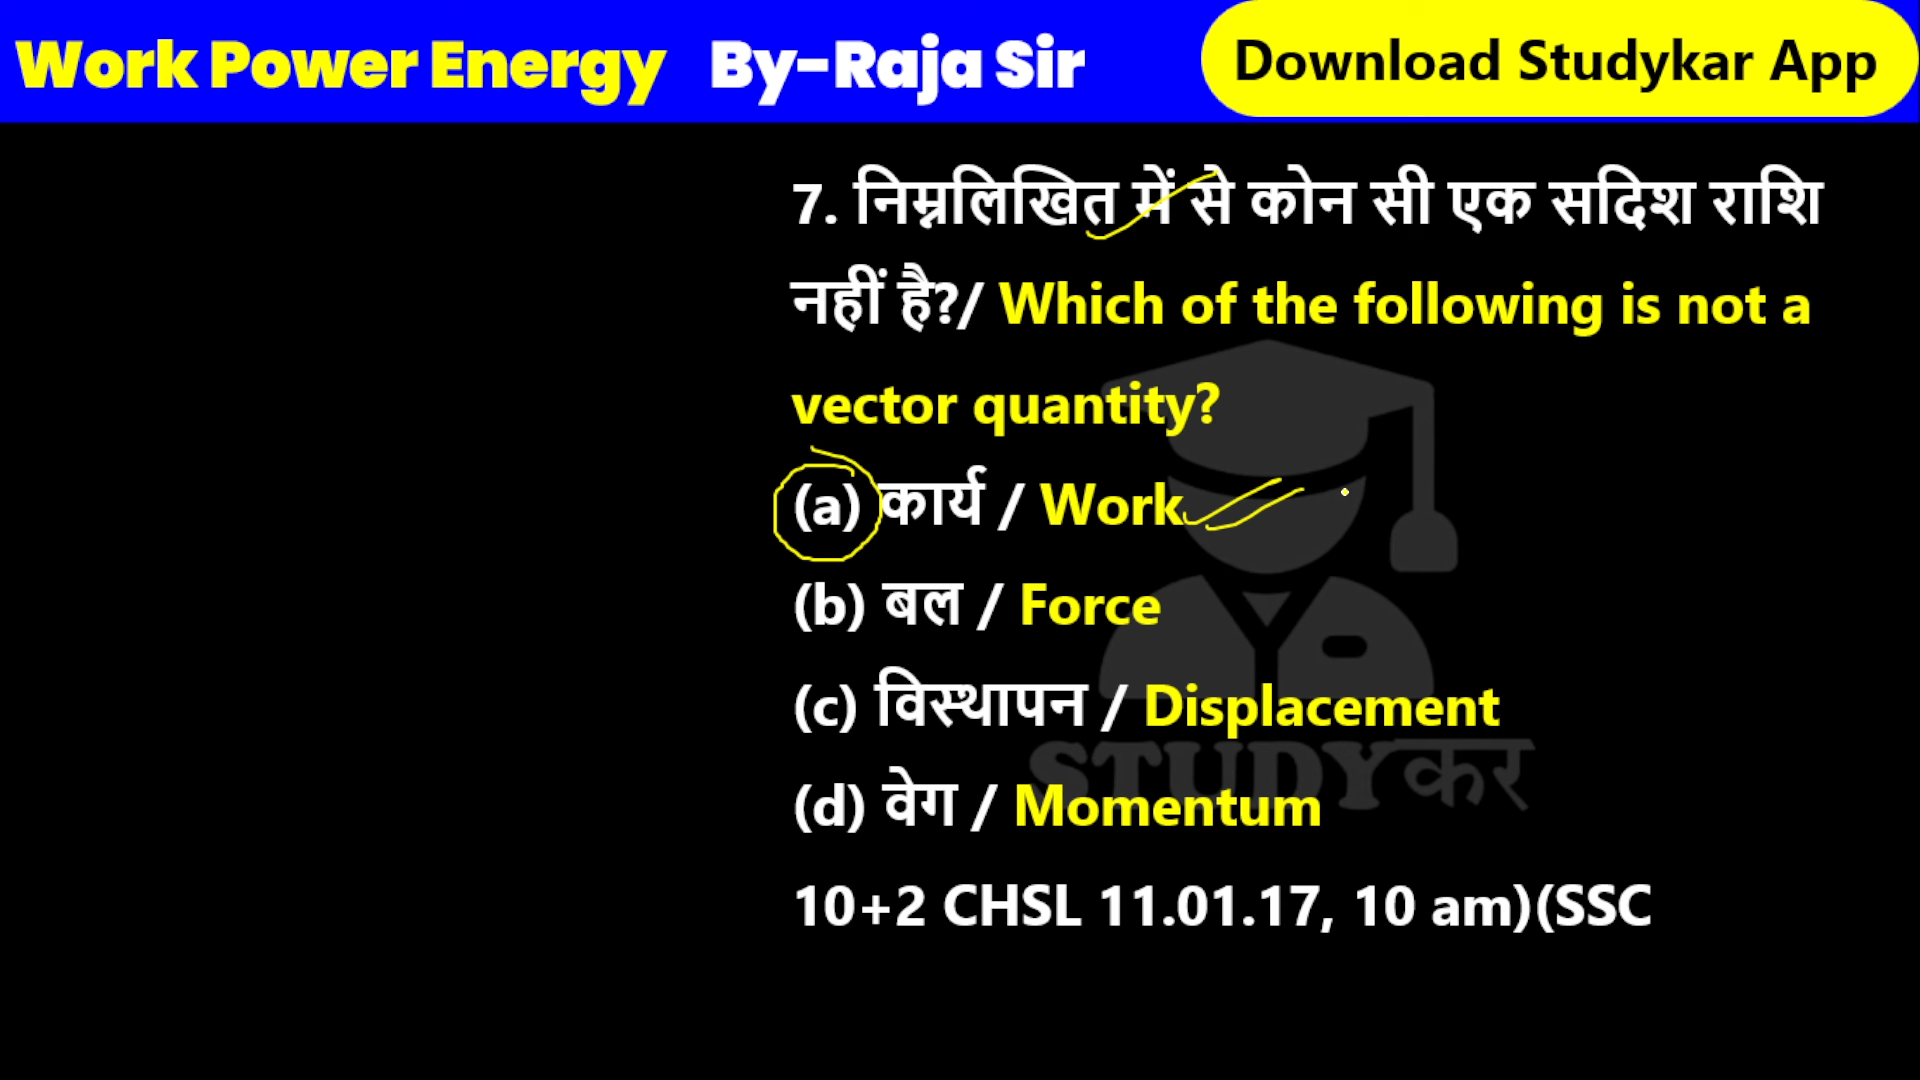 Work Power Energy By-Raja Sir Download Studykar App
7. निम्नलिखित में से कोन सी एक सदिश राशि
नहीं है?/ Which of the following is not a
vector quantity?
(a) कार्य / Work
(b) बल / Force
(c) विस्थापन / Displacement
STUDYकर
(d) वेग / Momentum
10+2 CHSL 11.01.17, 10 am)(SSC